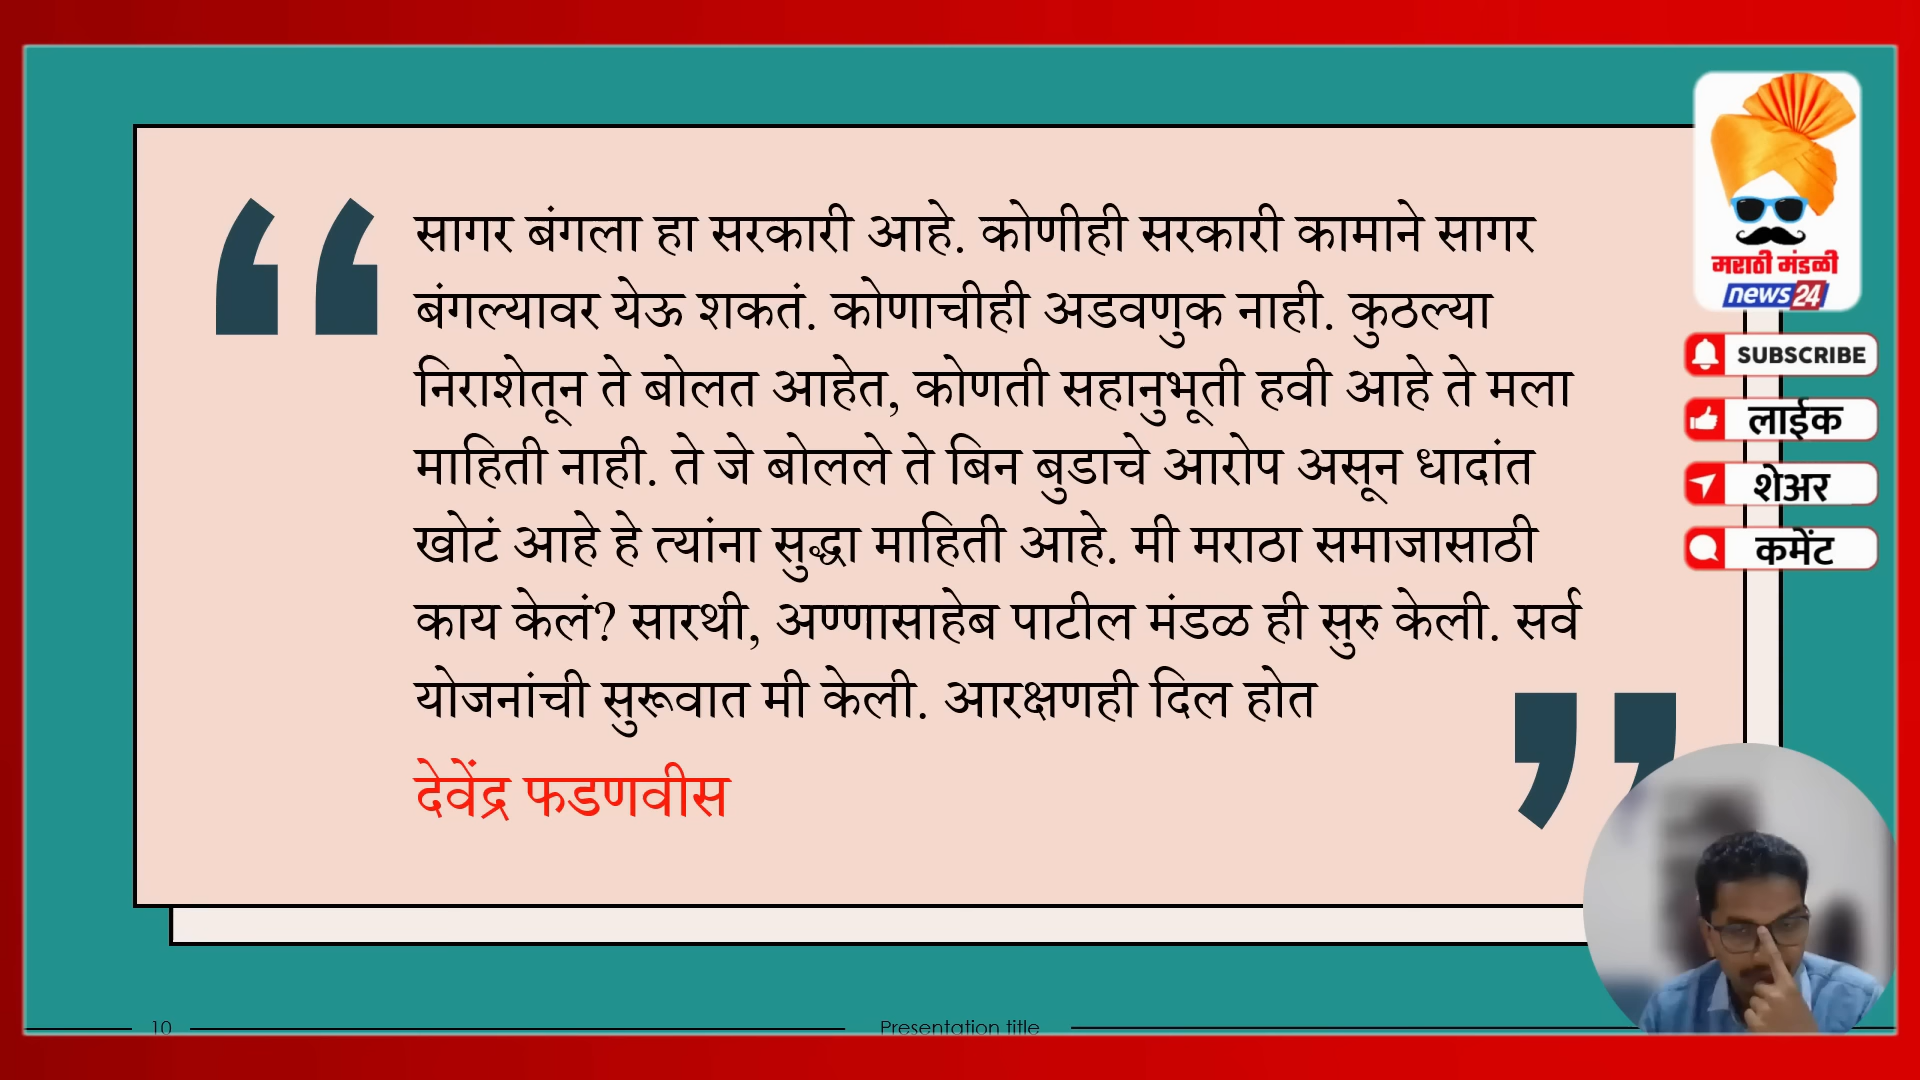 सागर बंगला हा सरकारी आहे. कोणीही सरकारी कामाने सागर
बंगल्यावर येऊ शकतं. कोणाचीही अडवणुक नाही. कुठल्या
निराशेतून ते बोलत आहेत, कोणती सहानुभूती हवी आहे ते मला
माहिती नाही. ते जे बोलले ते बिन बुडाचे आरोप असून धादांत
खोटं आहे हे त्यांना सुद्धा माहिती आहे. मी मराठा समाजासाठी
काय केलं? सारथी, अण्णासाहेब पाटील मंडळ ही सुरु केली. सर्व
योजनांची सुरूवात मी केली. आरक्षणही दिल होत
देवेंद्र फडणवीस
मराठी मंडळी
news 24
SUBSCRIBE
लाईक
शेअर
कमेंट
10
Presentation title